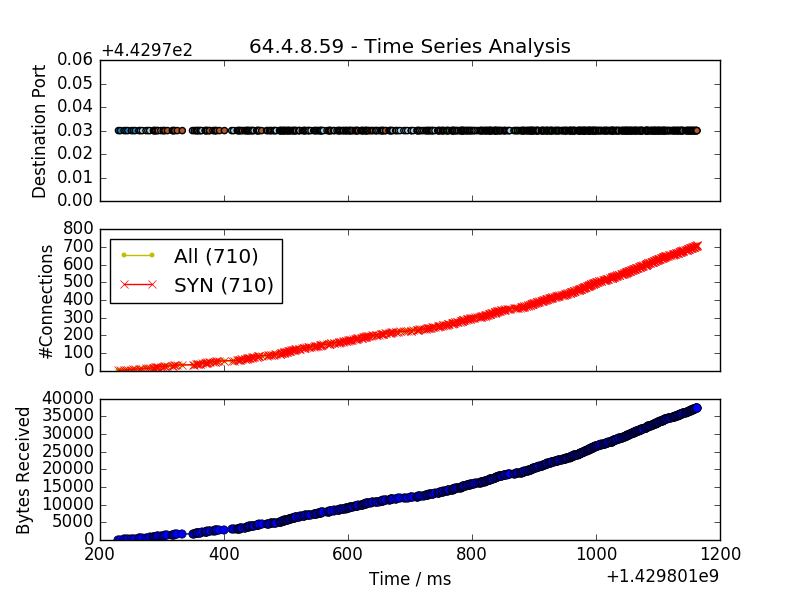 64.4.8.59 - Time Series Analysis
+4.4297e2
Destination Port
0.06
0.05
0.04
0.03
0.02
0.01
0.00
#Connections
800
700
600
500
400
300
200
100
0
All (710)
SYN (710)
Bytes Received
40000
35000
30000
25000
20000
15000
10000
5000
0
200 400 600 800 1000 1200
Time / ms
+1.429801e9